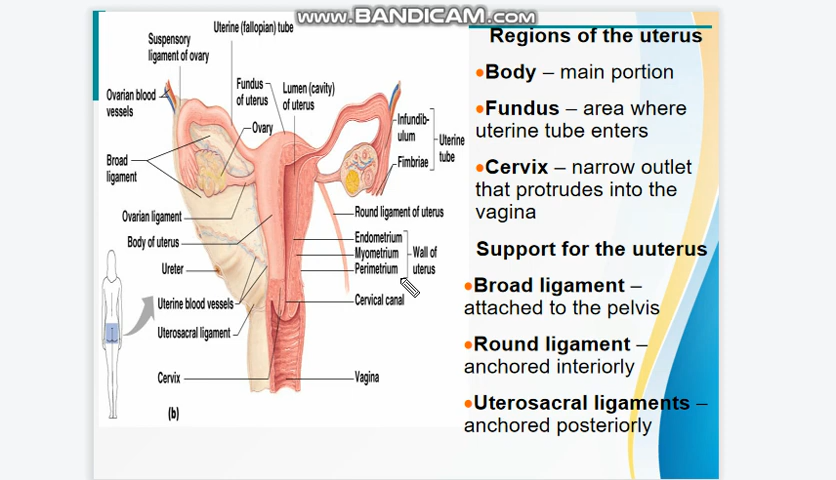 www.BANDICAM.com
Uterine (fallopian) tube
Suspensory
ligament of ovary
Ovarian blood
vessels
Fundus
of uterus
Lumen (cavity)
of uterus
Ovary
Infundib-
ulum
Uterine
tube
Fimbriae
Broad
ligament
Ovarian ligament
Round ligament of uterus
Body of uterus
Endometrium
Myometrium
Perimetrium
Wall of
uterus
Ureter
Uterine blood vessels
Cervical canal
Uterosacral ligament
Cervix
Vagina
(b)
Regions of the uterus
•Body – main portion
•Fundus – area where
uterine tube enters
•Cervix – narrow outlet
that protrudes into the
vagina
Support for the uuterus
•Broad ligament –
attached to the pelvis
•Round ligament –
anchored interiorly
•Uterosacral ligaments –
anchored posteriorly